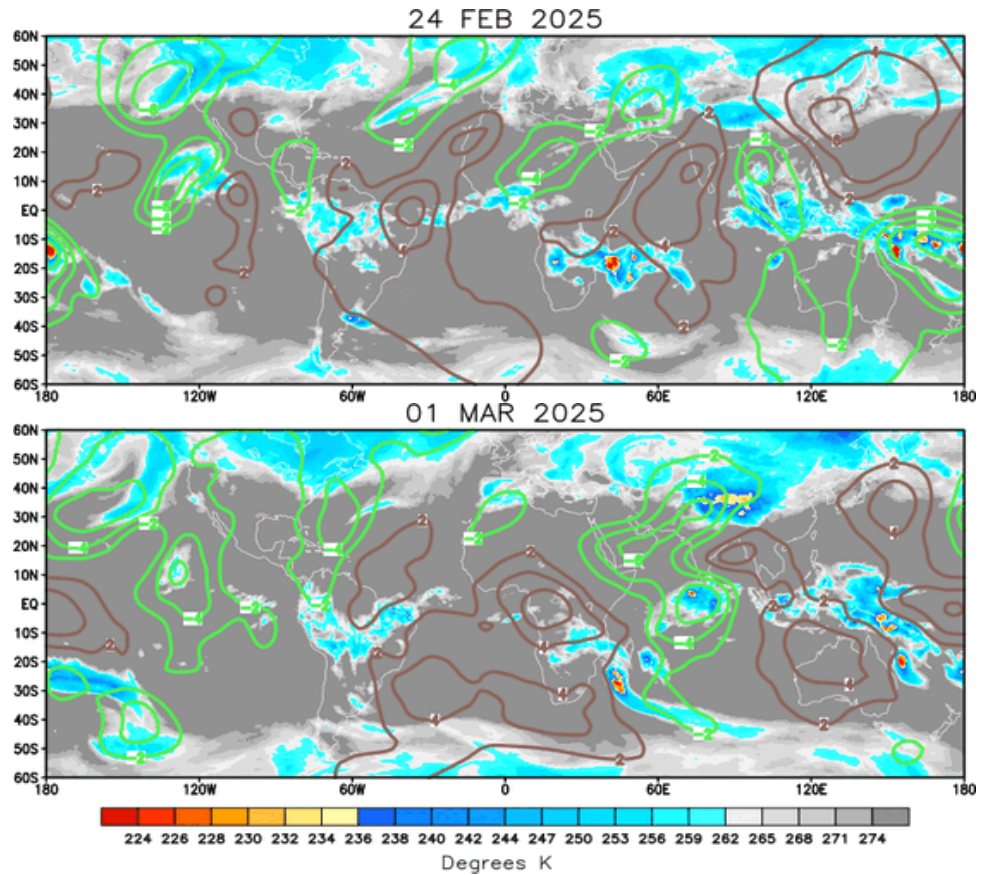 24 FEB 2025
60N
50N
40N
30N
20N
10N
EQ
10S
20S
30S
40S
50S
60S
180 120W 60W 0 60E 120E 180
01 MAR 2025
60N
50N
40N
30N
20N
10N
EQ
10S
20S
30S
40S
50S
60S
180 120W 60W 0 60E 120E 180
224 226 228 230 232 234 236 238 240 242 244 247 250 253 256 259 262 265 268 271 274
Degrees K